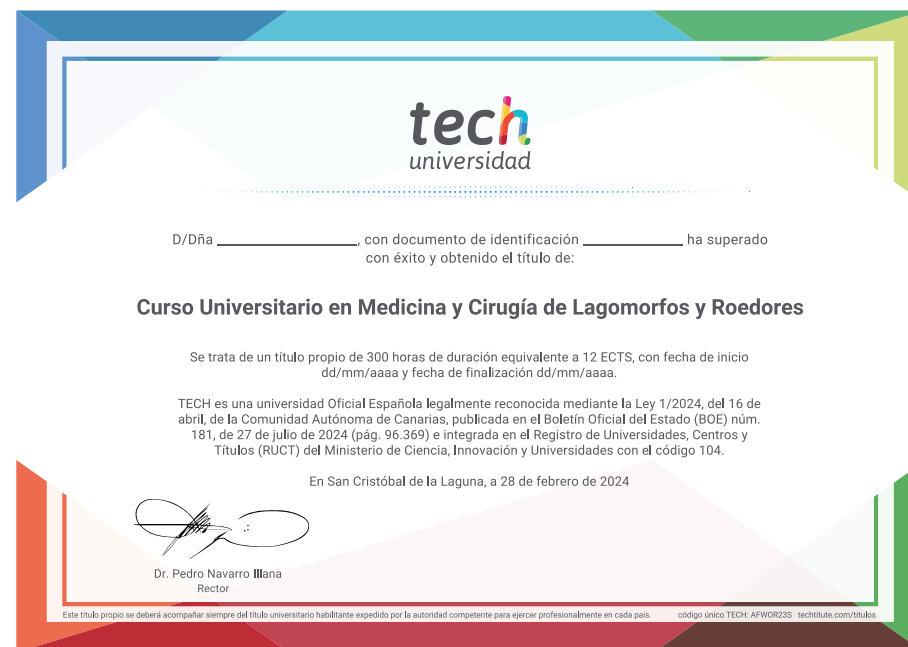 tech
universidad
D/Dña ____________________, con documento de identificación ______________ ha superado
con éxito y obtenido el título de:
Curso Universitario en Medicina y Cirugía de Lagomorfos y Roedores
Se trata de un título propio de 300 horas de duración equivalente a 12 ECTS, con fecha de inicio
dd/mm/aaaa y fecha de finalización dd/mm/aaaa.
TECH es una universidad Oficial Española legalmente reconocida mediante la Ley 1/2024, del 16 de
abril, de la Comunidad Autónoma de Canarias, publicada en el Boletín Oficial del Estado (BOE) núm.
181, de 27 de julio de 2024 (pág. 96.369) e integrada en el Registro de Universidades, Centros y
Títulos (RUCT) del Ministerio de Ciencia, Innovación y Universidades con el código 104.
En San Cristóbal de la Laguna, a 28 de febrero de 2024
Dr. Pedro Navarro Illana
Rector
Este título propio se deberá acompañar siempre del título universitario habilitante expedido por la autoridad competente para ejercer profesionalmente en cada país. código único TECH: AFWOR23S techtitute.com/titulos